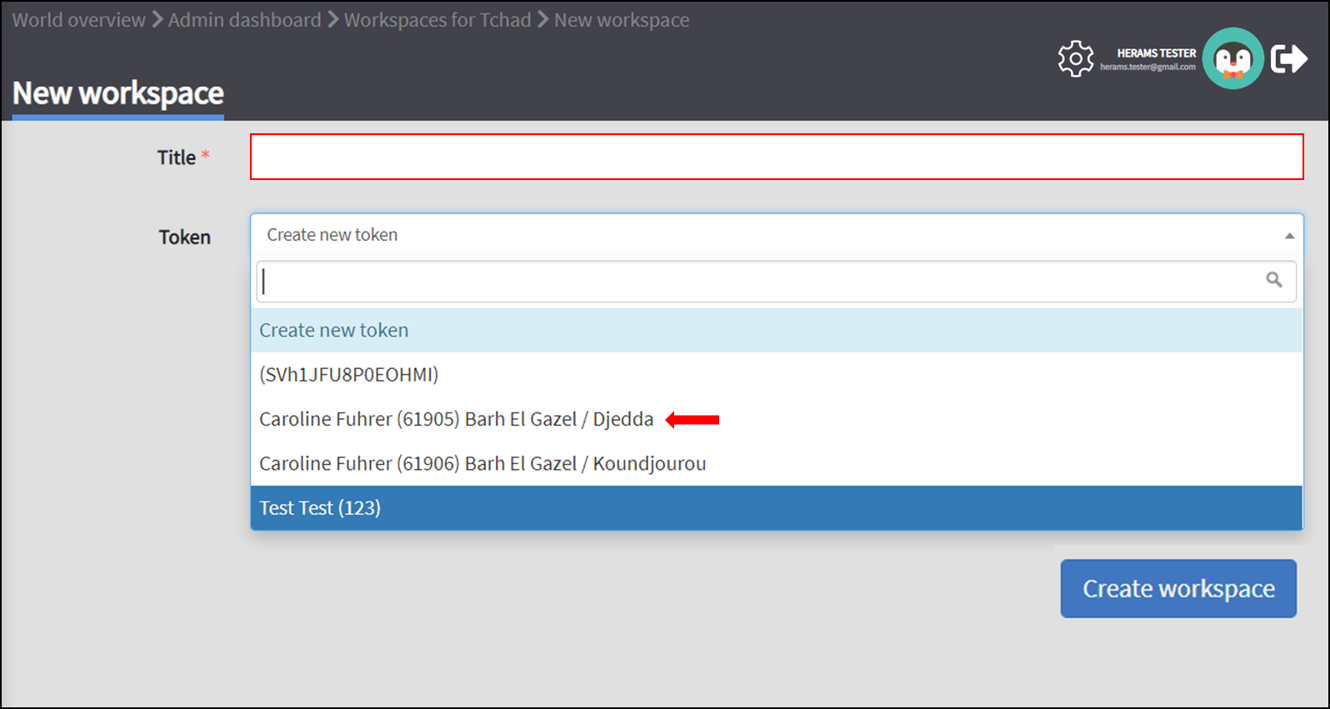 World overview > Admin dashboard > Workspaces for Tchad > New workspace
HERAMS TESTER
herams.tester@gmail.com
New workspace
Title *
Token
Create new token
Create new token
(SVh1JFU8P0EOHMI)
Caroline Fuhrer (61905) Barh El Gazel / Djedda
Caroline Fuhrer (61906) Barh El Gazel / Koundjourou
Test Test (123)
Create workspace